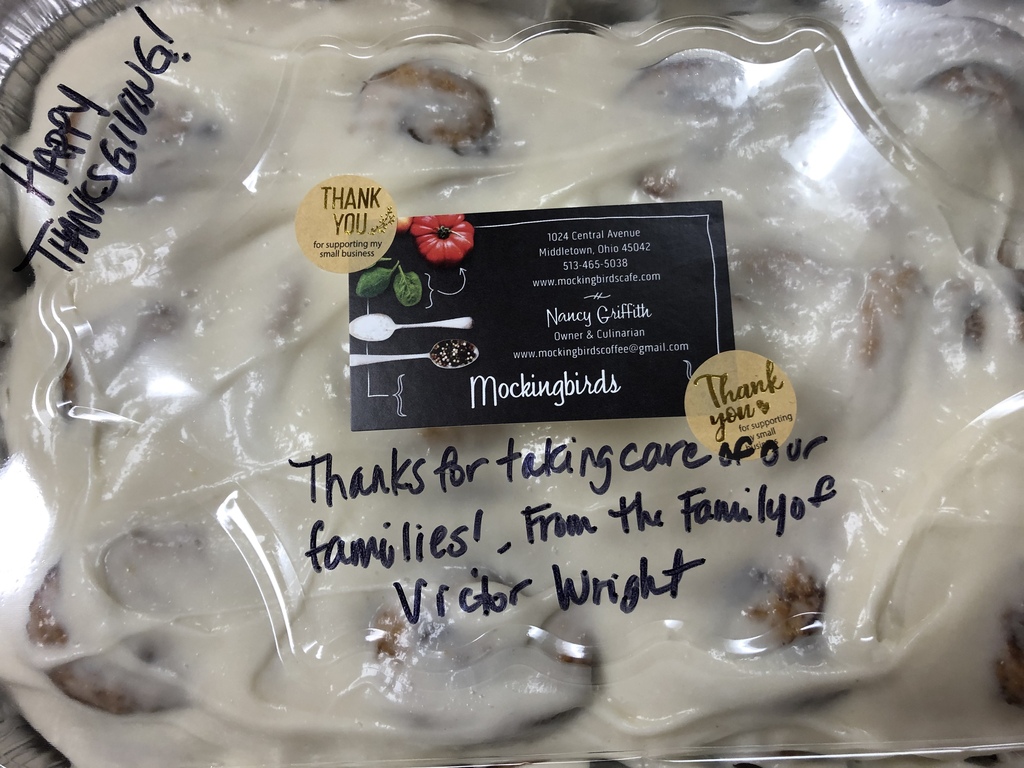 HAPPY
THANKSGIVING!
THANK
YOU
for supporting my
small business
1024 Central Avenue
Middletown, Ohio 45042
513-465-5038
www.mockingbirdscafe.com
Nancy Griffith
Owner & Culinarian
www.mockingbirdscoffee@gmail.com
Mockingbirds
Thank
you
for supporting
my small
business
Thanks for taking care of our
families! - From the Family of
Victor Wright